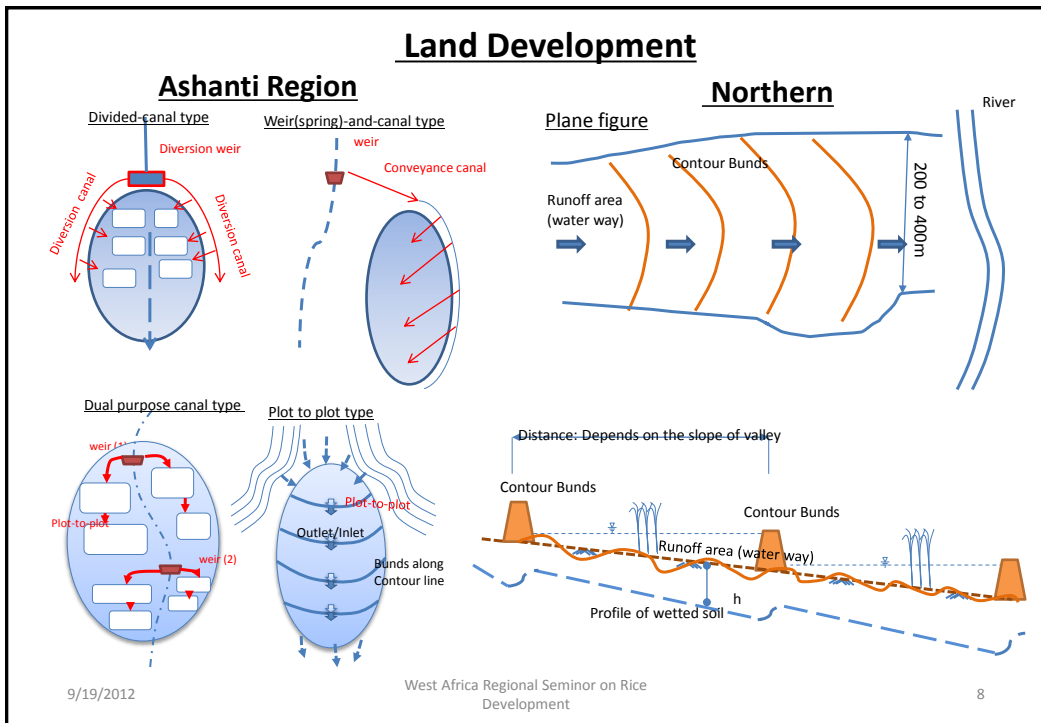 Land Development
Ashanti Region
Divided-canal type
Weir(spring)-and-canal type
Diversion weir
Diversion canal
Diversion canal
weir
Conveyance canal
Dual purpose canal type
Plot to plot type
weir (1)
Plot-to-plot
weir (2)
Plot-to-plot
Outlet/Inlet
Bunds along
Contour line
Northern
Plane figure
River
Contour Bunds
Runoff area
(water way)
200 to 400m
Distance: Depends on the slope of valley
Contour Bunds
Contour Bunds
Runoff area (water way)
h
Profile of wetted soil
9/19/2012
West Africa Regional Seminor on Rice
Development
8